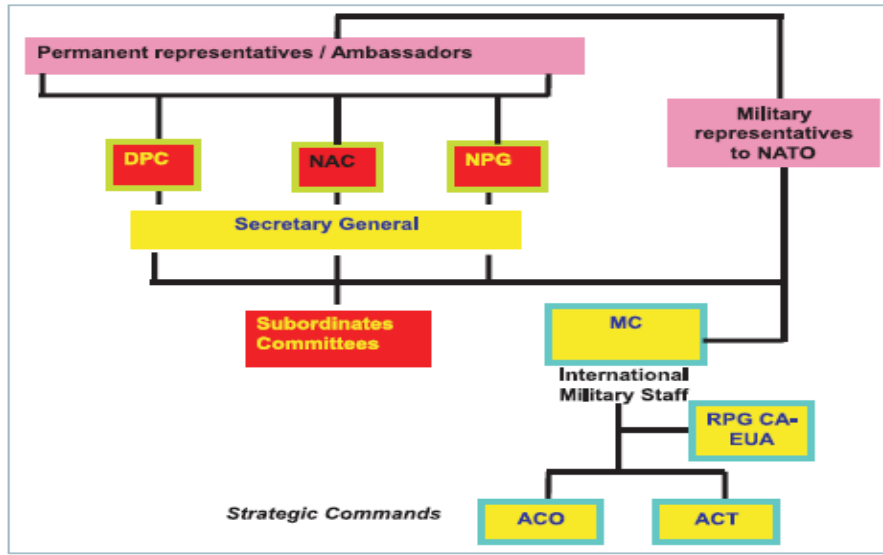 Permanent representatives / Ambassadors
Military
representatives
to NATO
DPC
NAC
NPG
Secretary General
Subordinates
Committees
MC
International
Military Staff
RPG CA-
EUA
Strategic Commands
ACO
ACT